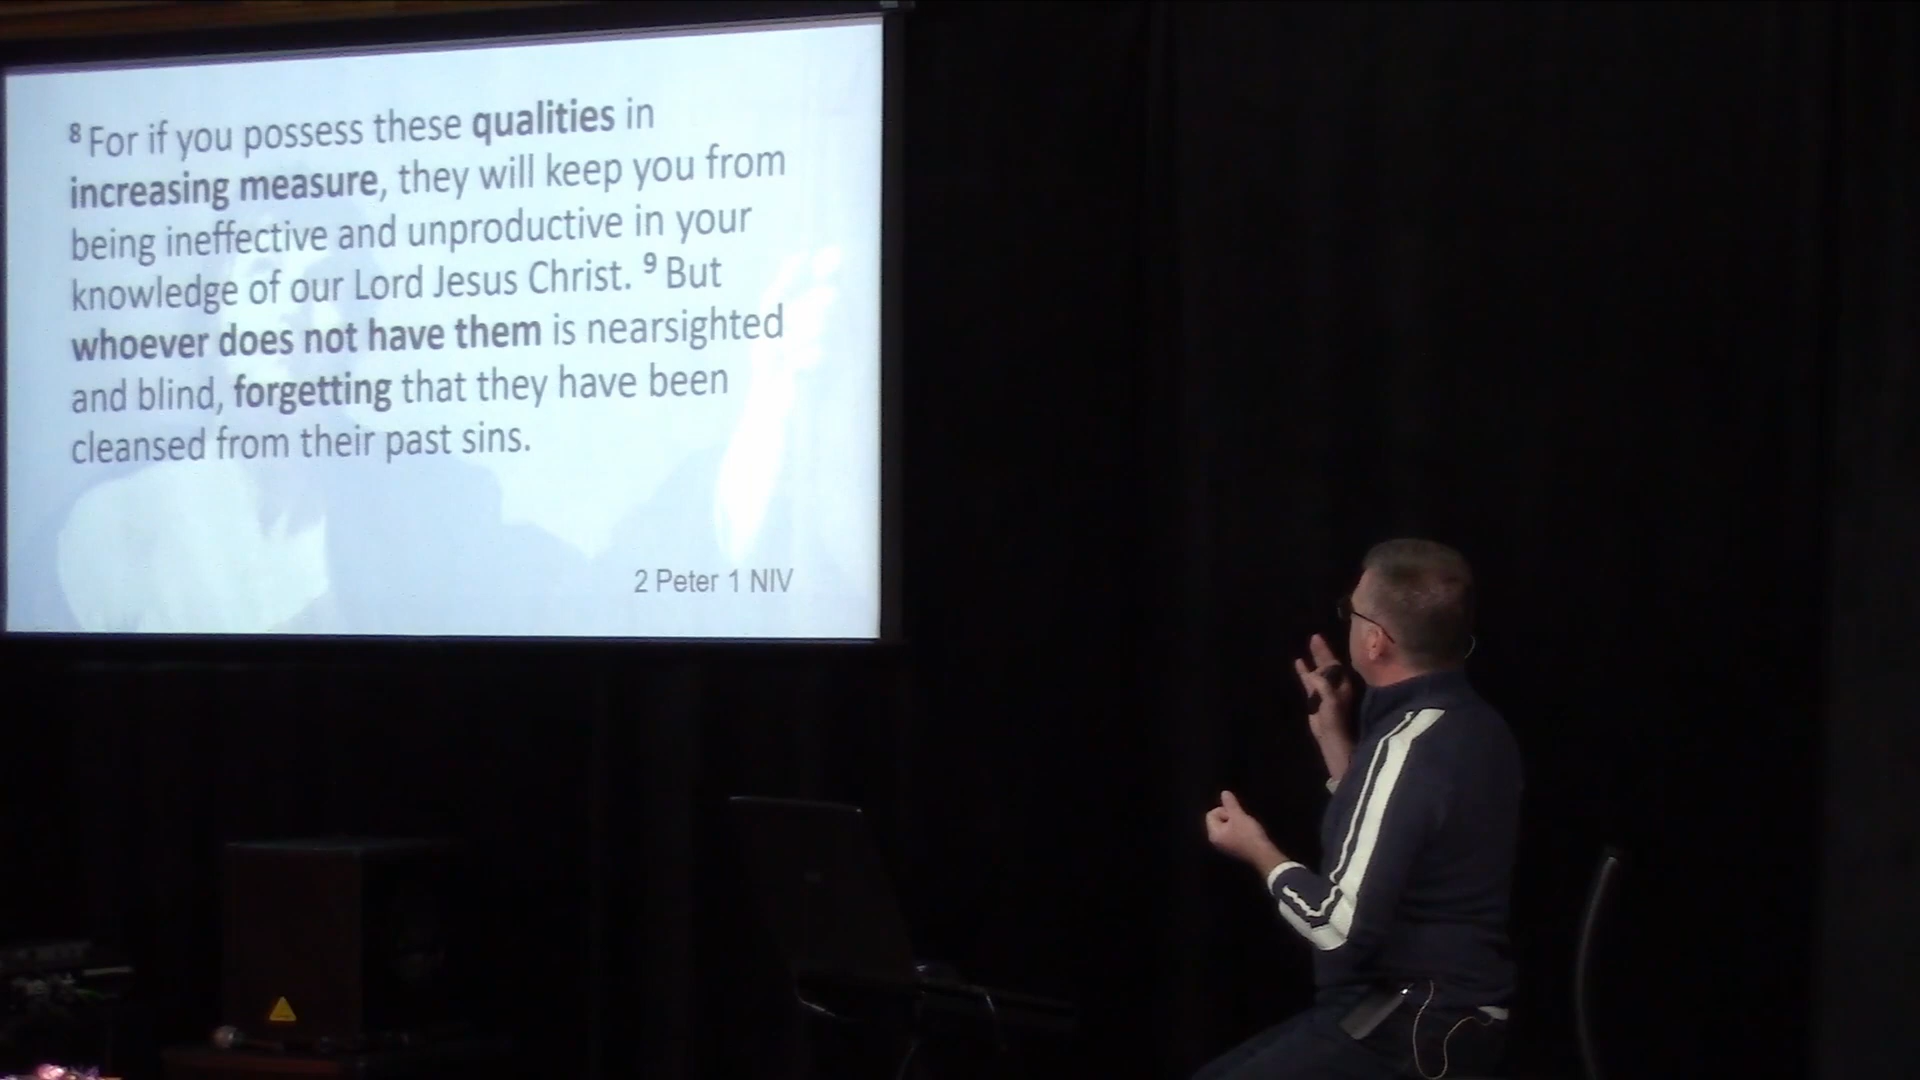 ⁸ For if you possess these qualities in
increasing measure, they will keep you from
being ineffective and unproductive in your
knowledge of our Lord Jesus Christ. ⁹ But
whoever does not have them is nearsighted
and blind, forgetting that they have been
cleansed from their past sins.
2 Peter 1 NIV